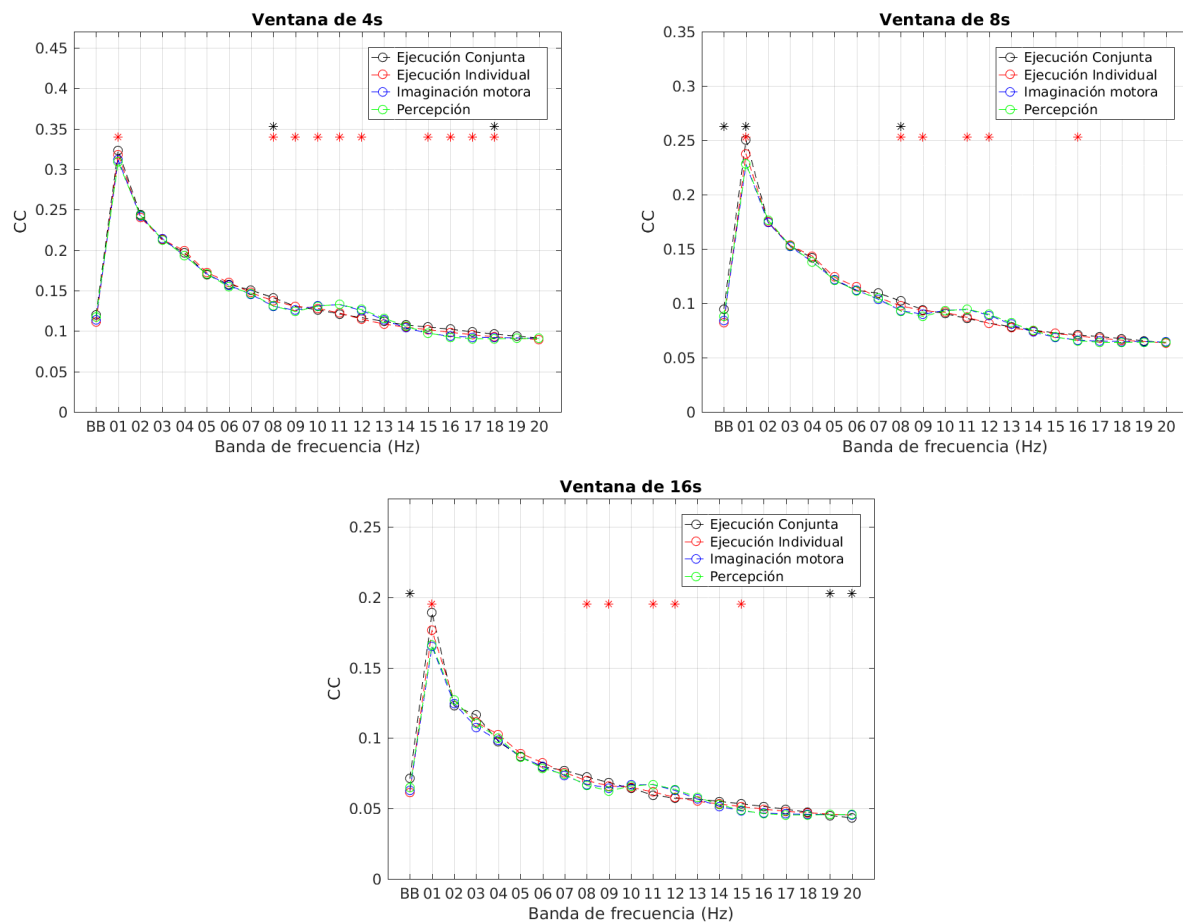 Ventana de 4s
0.45
0.4
0.35
0.3
0.25
0.2
0.15
0.1
0.05
0
CC
Ejecución Conjunta
Ejecución Individual
Imaginación motora
Percepción
BB 01 02 03 04 05 06 07 08 09 10 11 12 13 14 15 16 17 18 19 20
Banda de frecuencia (Hz)
Ventana de 8s
0.35
0.3
0.25
0.2
0.15
0.1
0.05
0
CC
Ejecución Conjunta
Ejecución Individual
Imaginación motora
Percepción
BB 01 02 03 04 05 06 07 08 09 10 11 12 13 14 15 16 17 18 19 20
Banda de frecuencia (Hz)
Ventana de 16s
0.25
0.2
0.15
0.1
0.05
0
CC
Ejecución Conjunta
Ejecución Individual
Imaginación motora
Percepción
BB 01 02 03 04 05 06 07 08 09 10 11 12 13 14 15 16 17 18 19 20
Banda de frecuencia (Hz)